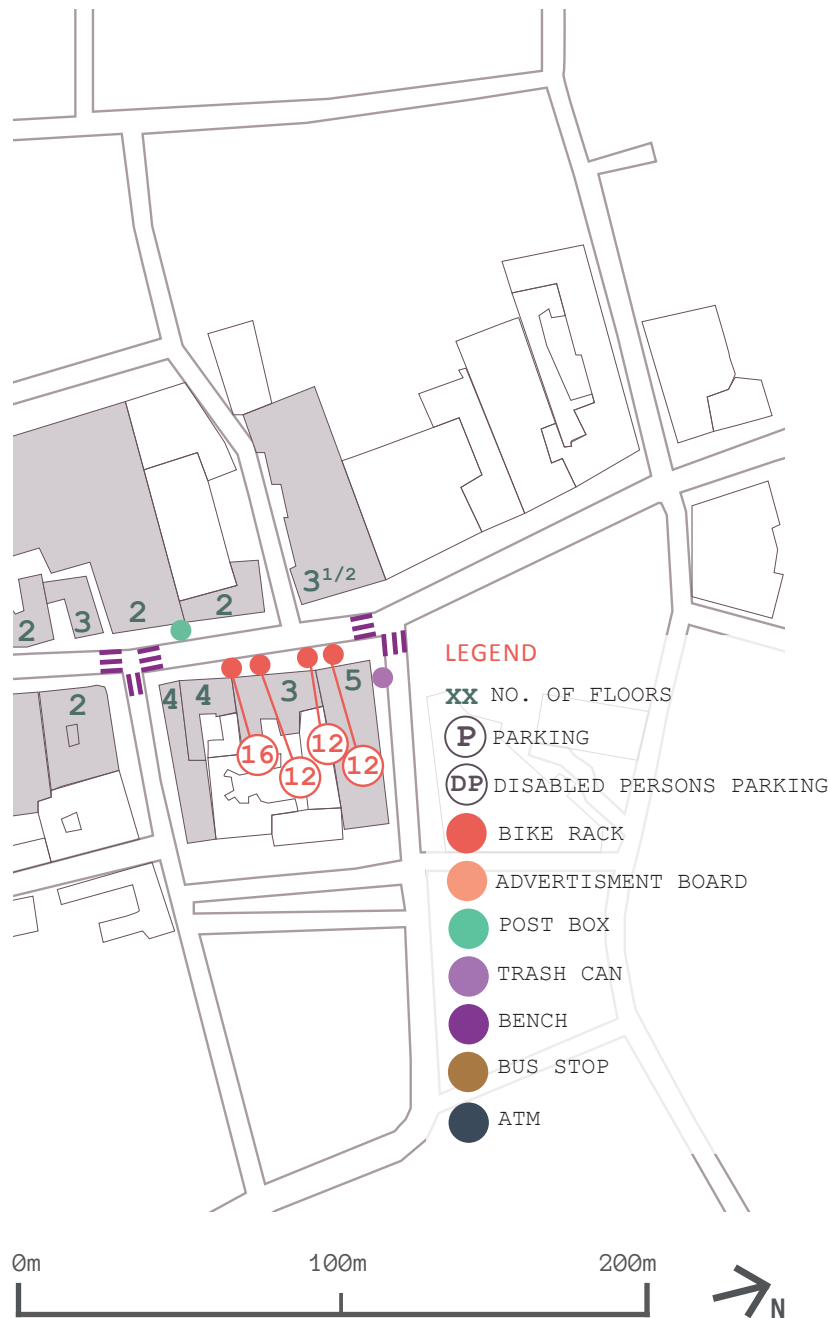 3 1/2
2
3
2
2
2
4
4
3
5
16
12
12
12
LEGEND
XX NO. OF FLOORS
P PARKING
DP DISABLED PERSONS PARKING
BIKE RACK
ADVERTISMENT BOARD
POST BOX
TRASH CAN
BENCH
BUS STOP
ATM
0m 100m 200m
N